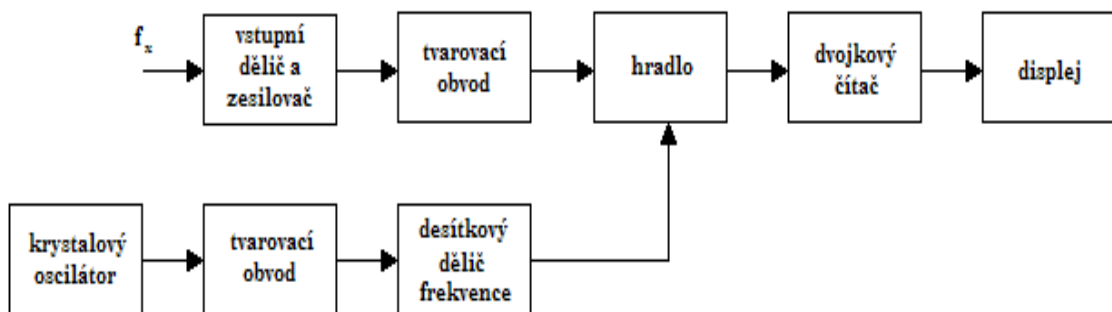 f x
vstupní
dělič a
zesilovač
tvarovací
obvod
hradlo
dvojkový
čítač
displej
krystalový
oscilátor
tvarovací
obvod
desítkový
dělič
frekvence